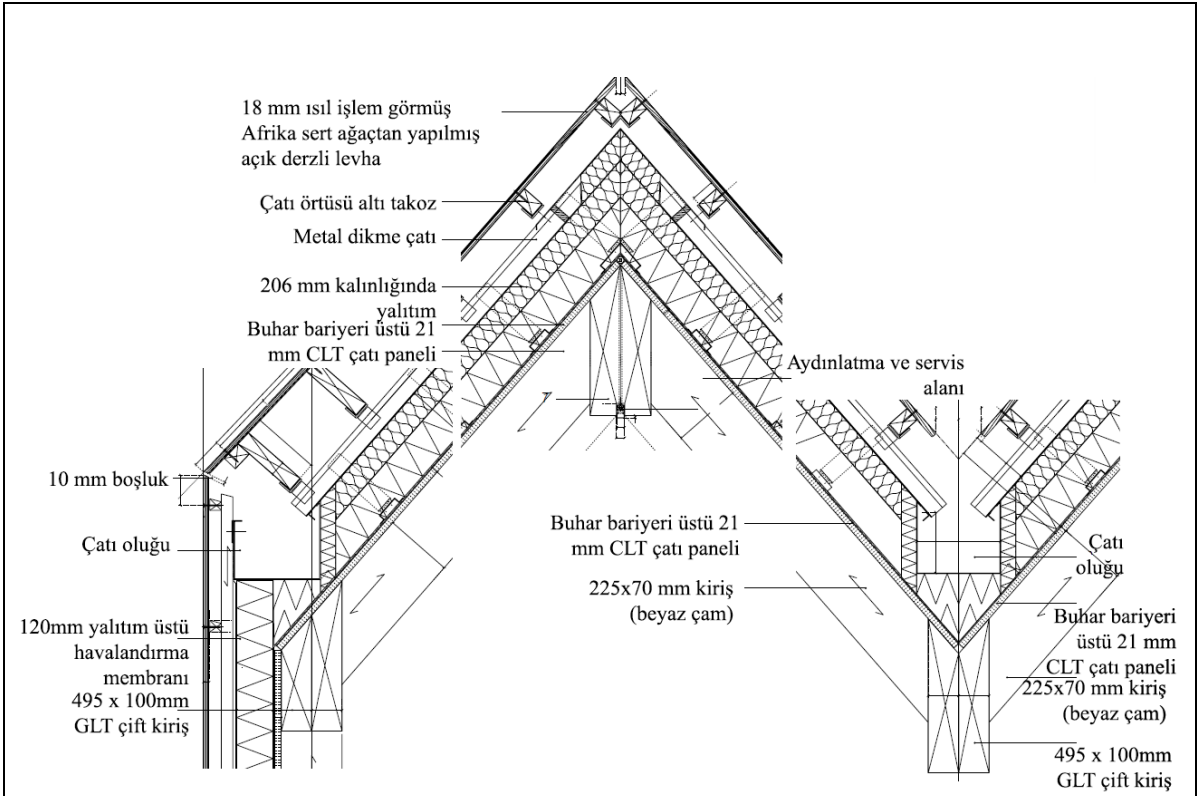 18 mm ısıl işlem görmüş
Afrika sert ağaçtan yapılmış
açık derzli levha
Çatı örtüsü altı takoz
Metal dikme çatı
206 mm kalınlığında
yalıtım
Buhar bariyeri üstü 21
mm CLT çatı paneli
Aydınlatma ve servis
alanı
10 mm boşluk
Çatı oluğu
120mm yalıtım üstü
havalandırma
membranı
495 x 100mm
GLT çift kiriş
Buhar bariyeri üstü 21
mm CLT çatı paneli
225x70 mm kiriş
(beyaz çam)
Çatı
oluğu
Buhar bariyeri
üstü 21 mm
CLT çatı paneli
225x70 mm kiriş
(beyaz çam)
495 x 100mm
GLT çift kiriş